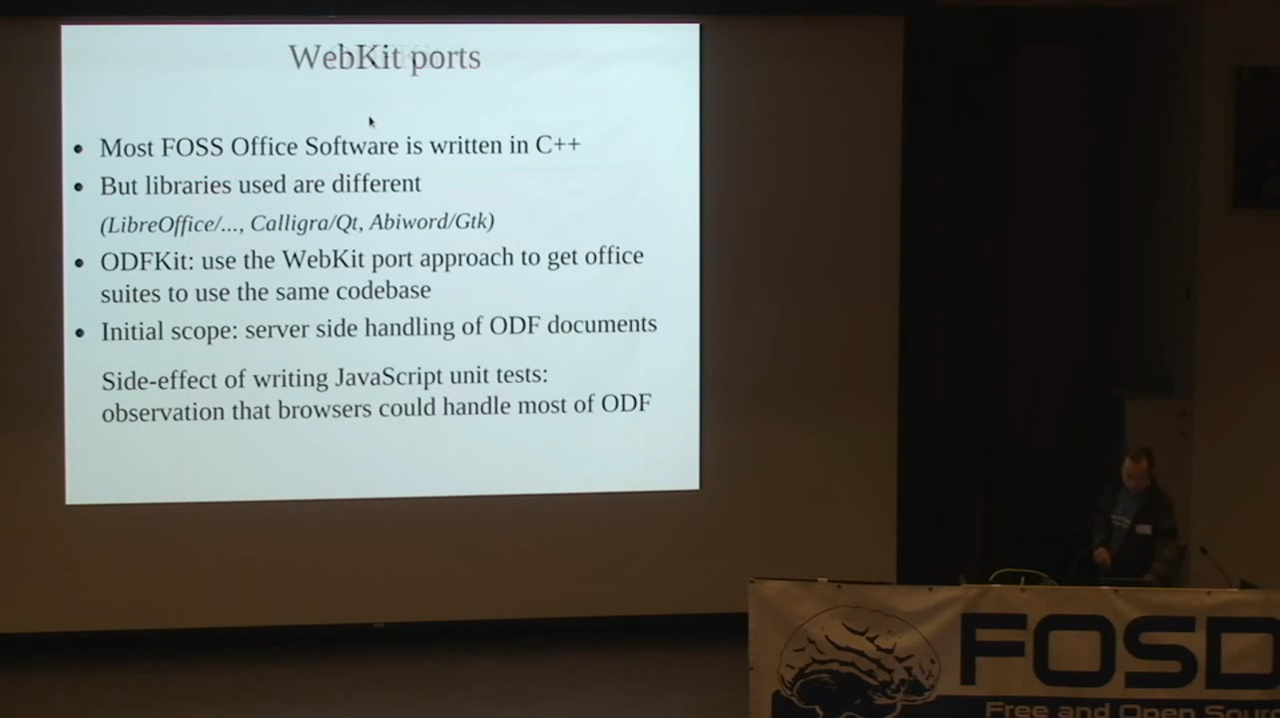 WebKit ports
• Most FOSS Office Software is written in C++
• But libraries used are different
(LibreOffice/..., Calligra/Qt, Abiword/Gtk)
• ODFKit: use the WebKit port approach to get office
suites to use the same codebase
• Initial scope: server side handling of ODF documents
Side-effect of writing JavaScript unit tests:
observation that browsers could handle most of ODF
FOSD
Free and Open Sour